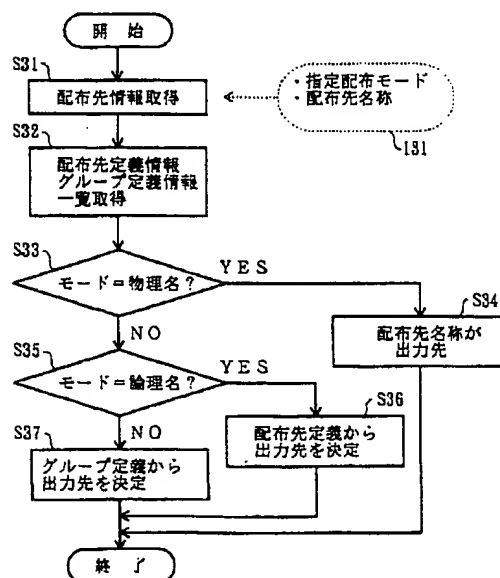 開始
S31
配布先情報取得
・指定配布モード
・配布先名称
131
S32
配布先定義情報
グループ定義情報
一覧取得
S33
モード=物理名?
YES
NO
S34
配布先名称が
出力先
S35
モード=論理名?
YES
NO
S36
配布先定義から
出力先を決定
S37
グループ定義から
出力先を決定
終了